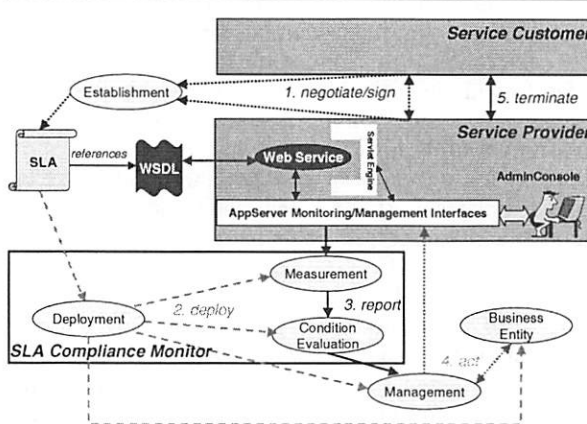 Service Customer
Establishment
1. negotiate/sign
5. terminate
Service Provider
SLA
references
WSDL
Web Service
Servlet Engine
AdminConsole
AppServer Monitoring/Management Interfaces
Measurement
2. deploy
3. report
Deployment
Condition
Evaluation
Business
Entity
SLA Compliance Monitor
4. act
Management